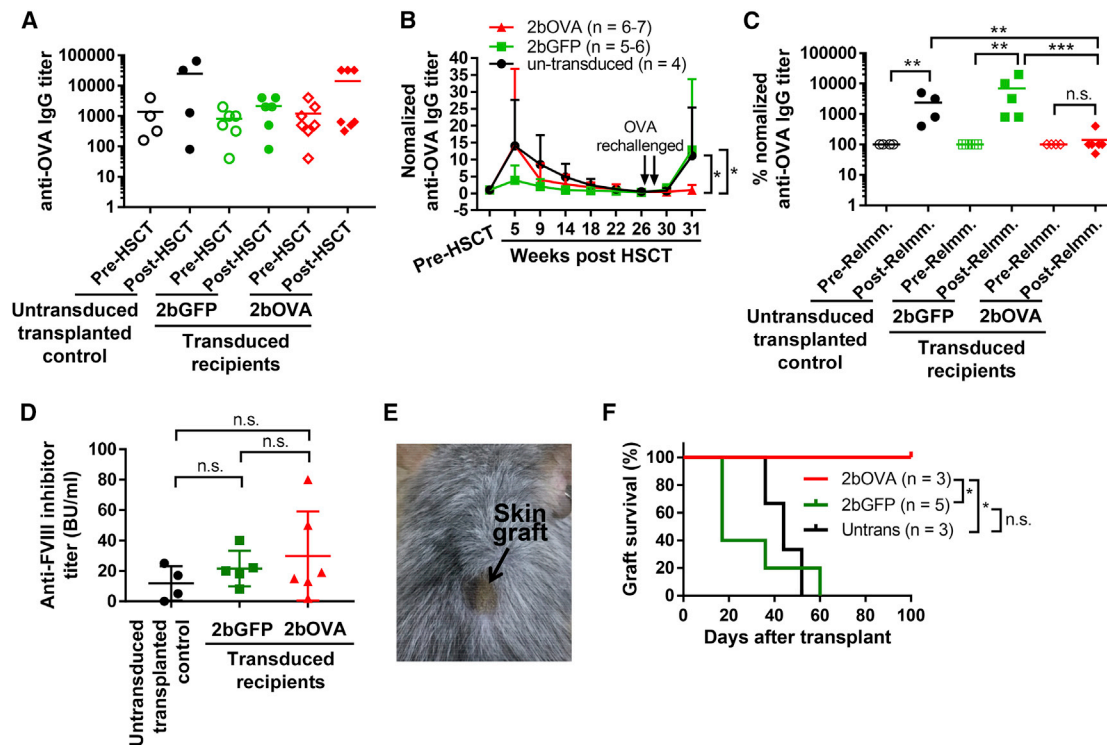 A
anti-OVA IgG titer
100000
10000
1000
100
10
1
Pre-HSCT
Post-HSCT
Pre-HSCT
Post-HSCT
Pre-HSCT
Post-HSCT
Untransduced
transplanted
control
2bGFP
2bOVA
Transduced
recipients
B
Normalized
anti-OVA IgG titer
2bOVA (n = 6-7)
2bGFP (n = 5-6)
un-transduced (n = 4)
40
35
30
25
20
15
10
5
0
-5
OVA
rechallenged
*
*
Pre-HSCT
5 9 14 18 22 26 30 31
Weeks post HSCT
C
% nomalized
anti-OVA IgG titer
100000
10000
1000
100
10
1
**
**
**
***
n.s.
Pre-ReImm.
Post-ReImm.
Pre-ReImm.
Post-ReImm.
Pre-ReImm.
Post-ReImm.
Untransduced
transplanted
control
2bGFP
2bOVA
Transduced
recipients
D
Anti-FVIII inhibitor
titer (BU/ml)
100
80
60
40
20
0
n.s.
n.s.
n.s.
Untransduced
transplanted
control
2bGFP
2bOVA
Transduced
recipients
E
Skin
graft
F
Graft survival (%)
100
80
60
40
20
0
2bOVA (n = 3)
2bGFP (n = 5)
Untrans (n = 3)
*
*
n.s.
0 20 40 60 80 100
Days after transplant